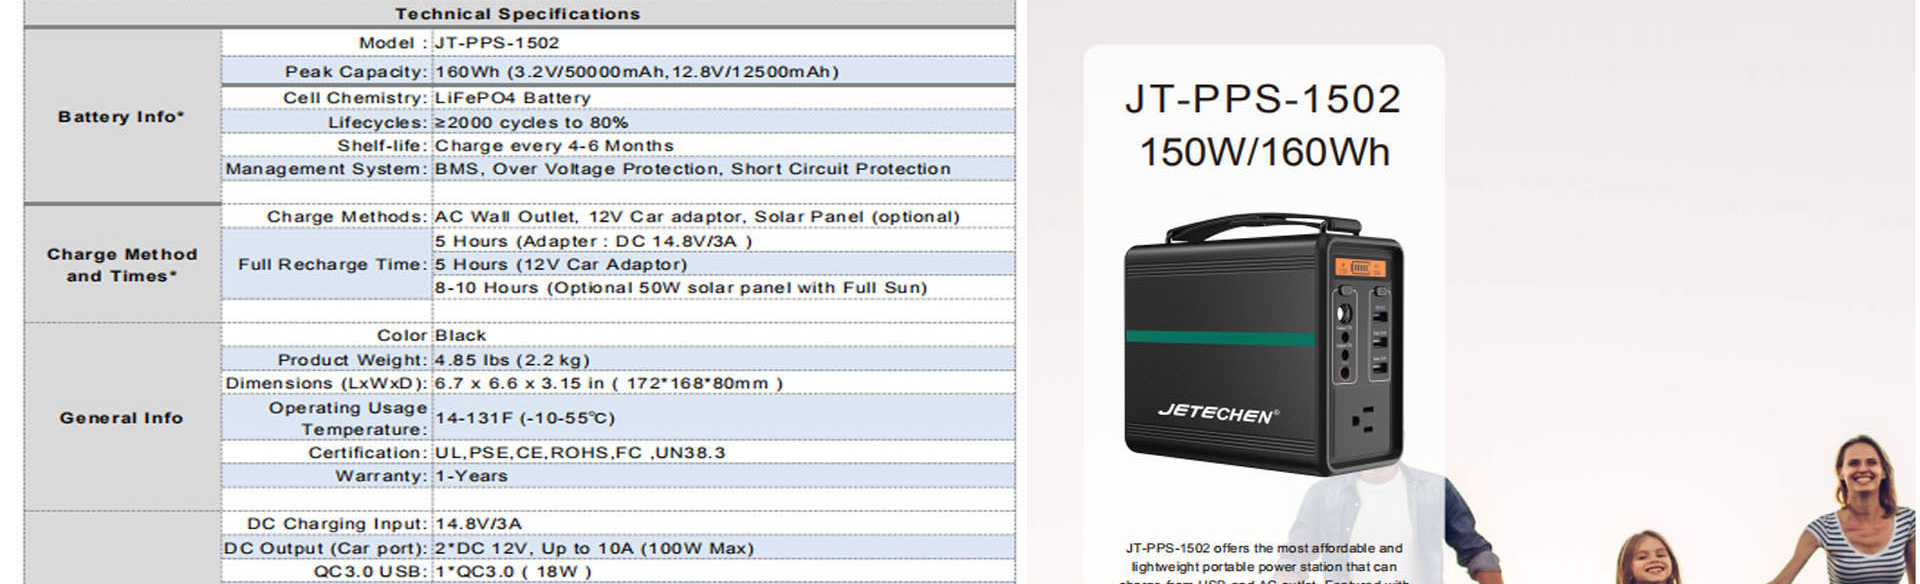 Technical Specifications
Battery Info*
Model : JT-PPS-1502
Peak Capacity: 160Wh (3.2V/50000mAh,12.8V/12500mAh)
Cell Chemistry: LiFePO4 Battery
Lifecycles: ≥2000 cycles to 80%
Shelf-life: Charge every 4-6 Months
Management System: BMS, Over Voltage Protection, Short Circuit Protection
Charge Method
and Times*
Charge Methods: AC Wall Outlet, 12V Car adaptor, Solar Panel (optional)
Full Recharge Time:
5 Hours (Adapter : DC 14.8V/3A )
5 Hours (12V Car Adaptor)
8-10 Hours (Optional 50W solar panel with Full Sun)
General Info
Color Black
Product Weight: 4.85 lbs (2.2 kg)
Dimensions (LxWxD): 6.7 x 6.6 x 3.15 in ( 172*168*80mm )
Operating Usage
Temperature:
14-131F (-10-55℃)
Certification: UL,PSE,CE,ROHS,FC ,UN38.3
Warranty: 1-Years
DC Charging Input: 14.8V/3A
DC Output (Car port): 2*DC 12V, Up to 10A (100W Max)
QC3.0 USB: 1*QC3.0 ( 18W )
JT-PPS-1502
150W/160Wh
JETECHEN®
JT-PPS-1502 offers the most affordable and
lightweight portable power station that can